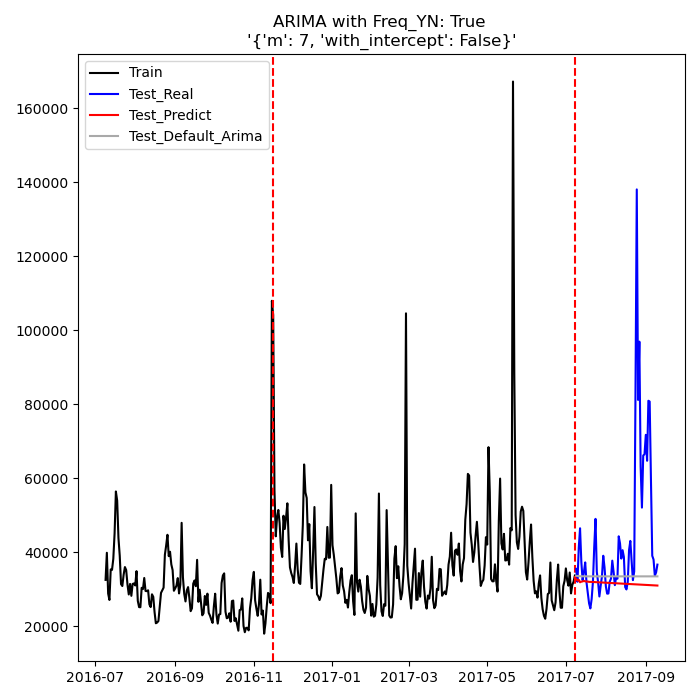 ARIMA with Freq_YN: True
'{'m': 7, 'with_intercept': False}'
Train
Test_Real
Test_Predict
Test_Default_Arima
160000
140000
120000
100000
80000
60000
40000
20000
2016-07
2016-09
2016-11
2017-01
2017-03
2017-05
2017-07
2017-09